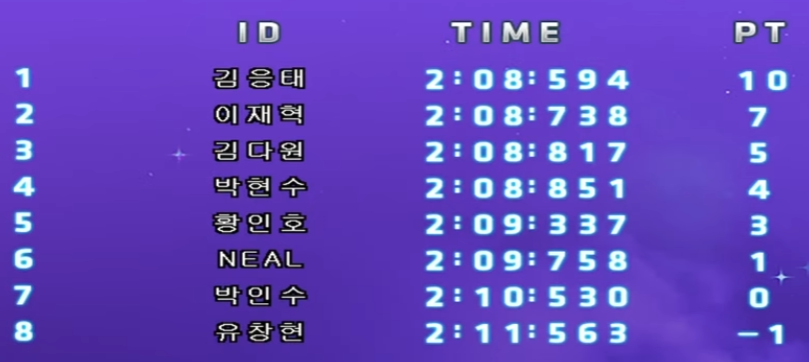 ID TIME PT
1 김응태 2:08:594 10
2 이재혁 2:08:738 7
3 김다원 2:08:817 5
4 박현수 2:08:851 4
5 황인호 2:09:337 3
6 NEAL 2:09:758 1
7 박인수 2:10:530 0
8 유창현 2:11:563 -1